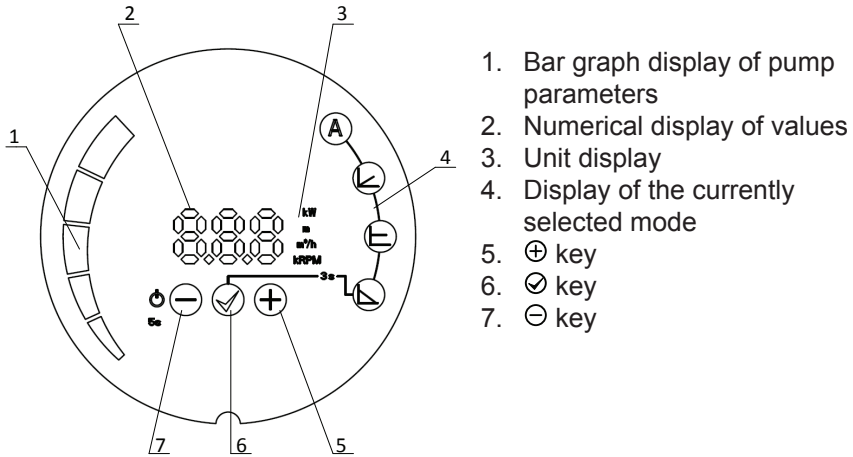 2
3
1
4
A
8.8.8
kW
m
m³/h
kRPM
3s
5s
7
6
5
1. Bar graph display of pump
parameters
2. Numerical display of values
3. Unit display
4. Display of the currently
selected mode
5. ⊕ key
6. ✓ key
7. ⊖ key